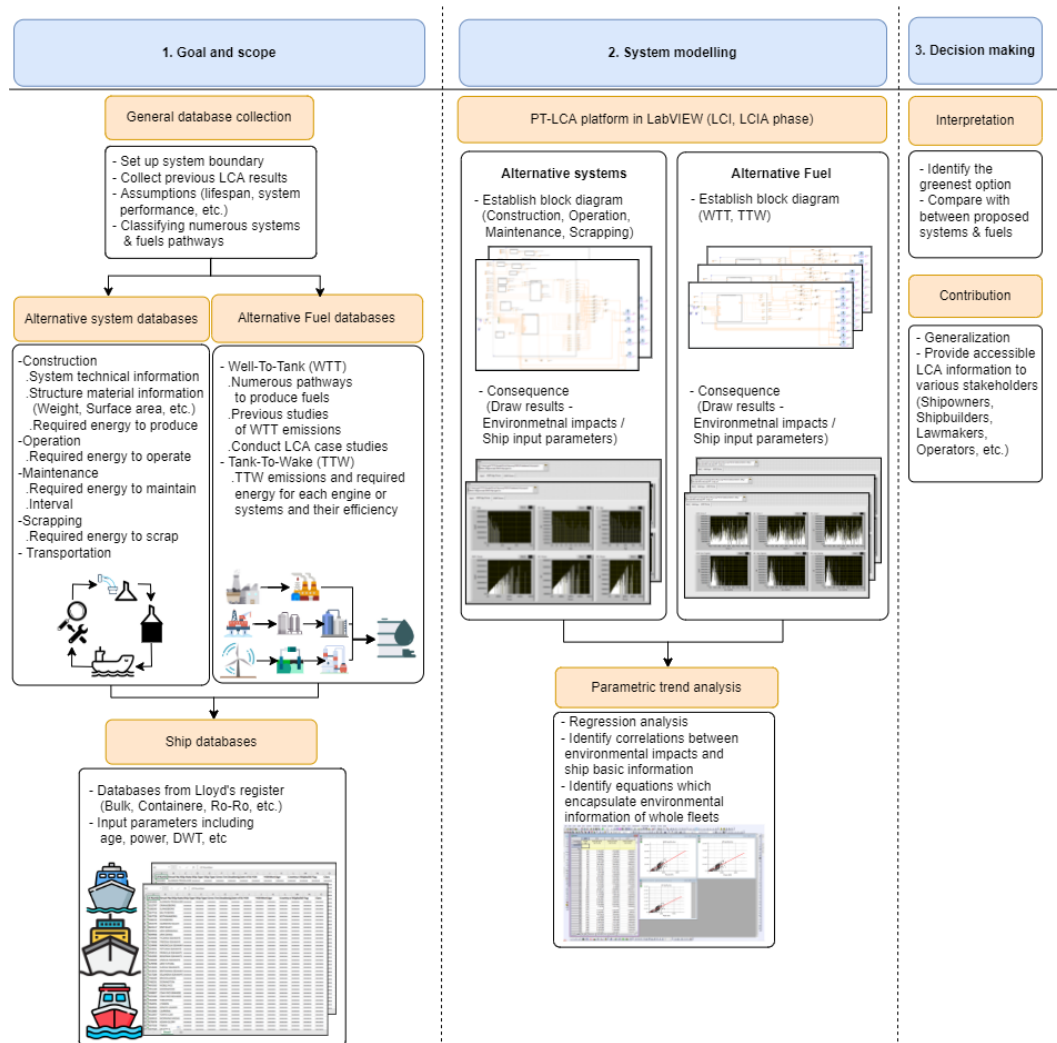 1. Goal and scope
2. System modelling
3. Decision making
General database collection
- Set up system boundary
- Collect previous LCA results
- Assumptions (lifespan, system
performance, etc.)
- Classifying numerous systems
& fuels pathways
Alternative system databases
-Construction
.System technical information
.Structure material information
(Weight, Surface area, etc.)
.Required energy to produce
-Operation
.Required energy to operate
-Maintenance
.Required energy to maintain
.Interval
-Scrapping
.Required energy to scrap
- Transportation
Alternative Fuel databases
- Well-To-Tank (WTT)
.Numerous pathways
to produce fuels
.Previous studies
of WTT emissions
.Conduct LCA case studies
- Tank-To-Wake (TTW)
.TTW emissions and required
energy for each engine or
systems and their efficiency
Ship databases
- Databases from Lloyd's register
(Bulk, Containere, Ro-Ro, etc.)
- Input parameters including
age, power, DWT, etc
PT-LCA platform in LabVIEW (LCI, LCIA phase)
Alternative systems
- Establish block diagram
(Construction, Operation,
Maintenance, Scrapping)
- Consequence
(Draw results -
Environmetnal impacts /
Ship input parameters)
Alternative Fuel
- Establish block diagram
(WTT, TTW)
- Consequence
(Draw results -
Environmetnal impacts /
Ship input parameters)
Parametric trend analysis
- Regression analysis
- Identify correlations between
environmental impacts and
ship basic information
- Identify equations which
encapsulate environmental
information of whole fleets
Interpretation
- Identify the
greenest option
- Compare with
between proposed
systems & fuels
Contribution
- Generalization
- Provide accessible
LCA information to
various stakeholders
(Shipowners,
Shipbuilders,
Lawmakers,
Operators, etc.)